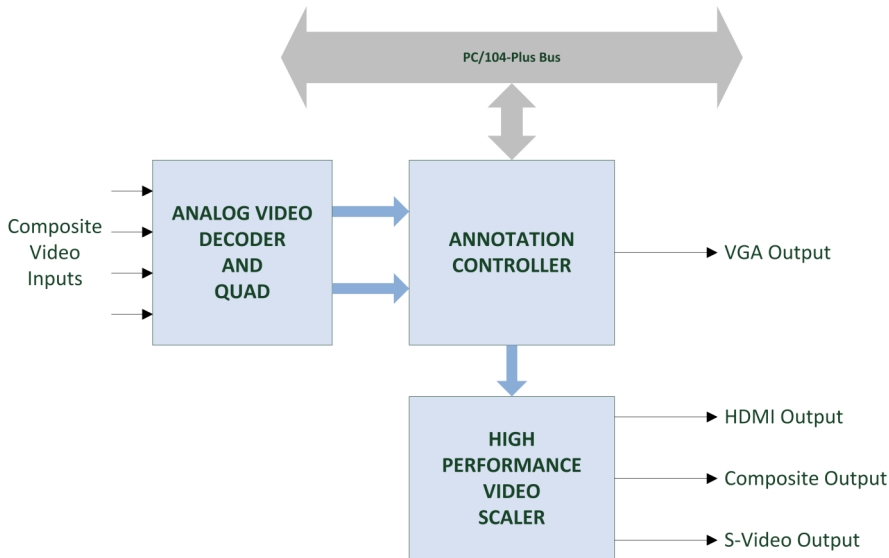 PC/104-Plus Bus
Composite
Video
Inputs
ANALOG VIDEO
DECODER
AND
QUAD
ANNOTATION
CONTROLLER
VGA Output
HIGH
PERFORMANCE
VIDEO
SCALER
HDMI Output
Composite Output
S-Video Output